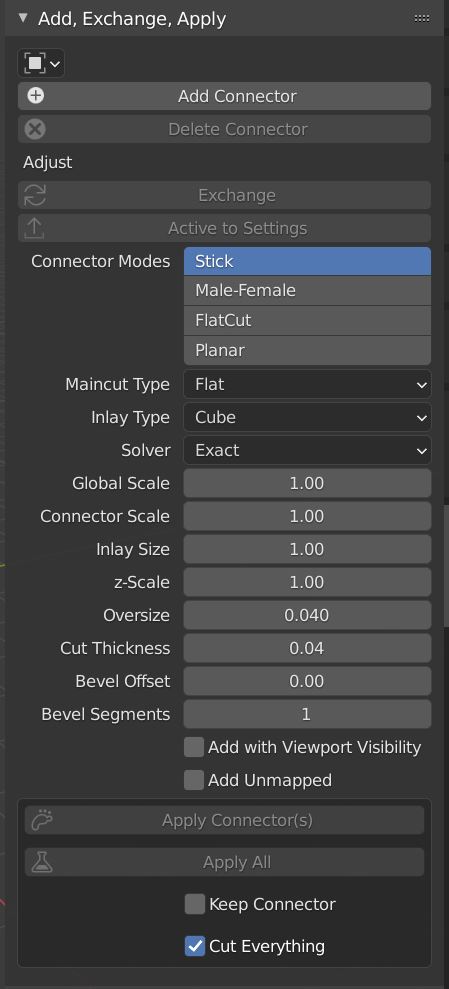 Add, Exchange, Apply
Add Connector
Delete Connector
Adjust
Exchange
Active to Settings
Connector Modes Stick
Male-Female
FlatCut
Planar
Maincut Type Flat
Inlay Type Cube
Solver Exact
Global Scale 1.00
Connector Scale 1.00
Inlay Size 1.00
z-Scale 1.00
Oversize 0.040
Cut Thickness 0.04
Bevel Offset 0.00
Bevel Segments 1
Add with Viewport Visibility
Add Unmapped
Apply Connector(s)
Apply All
Keep Connector
Cut Everything